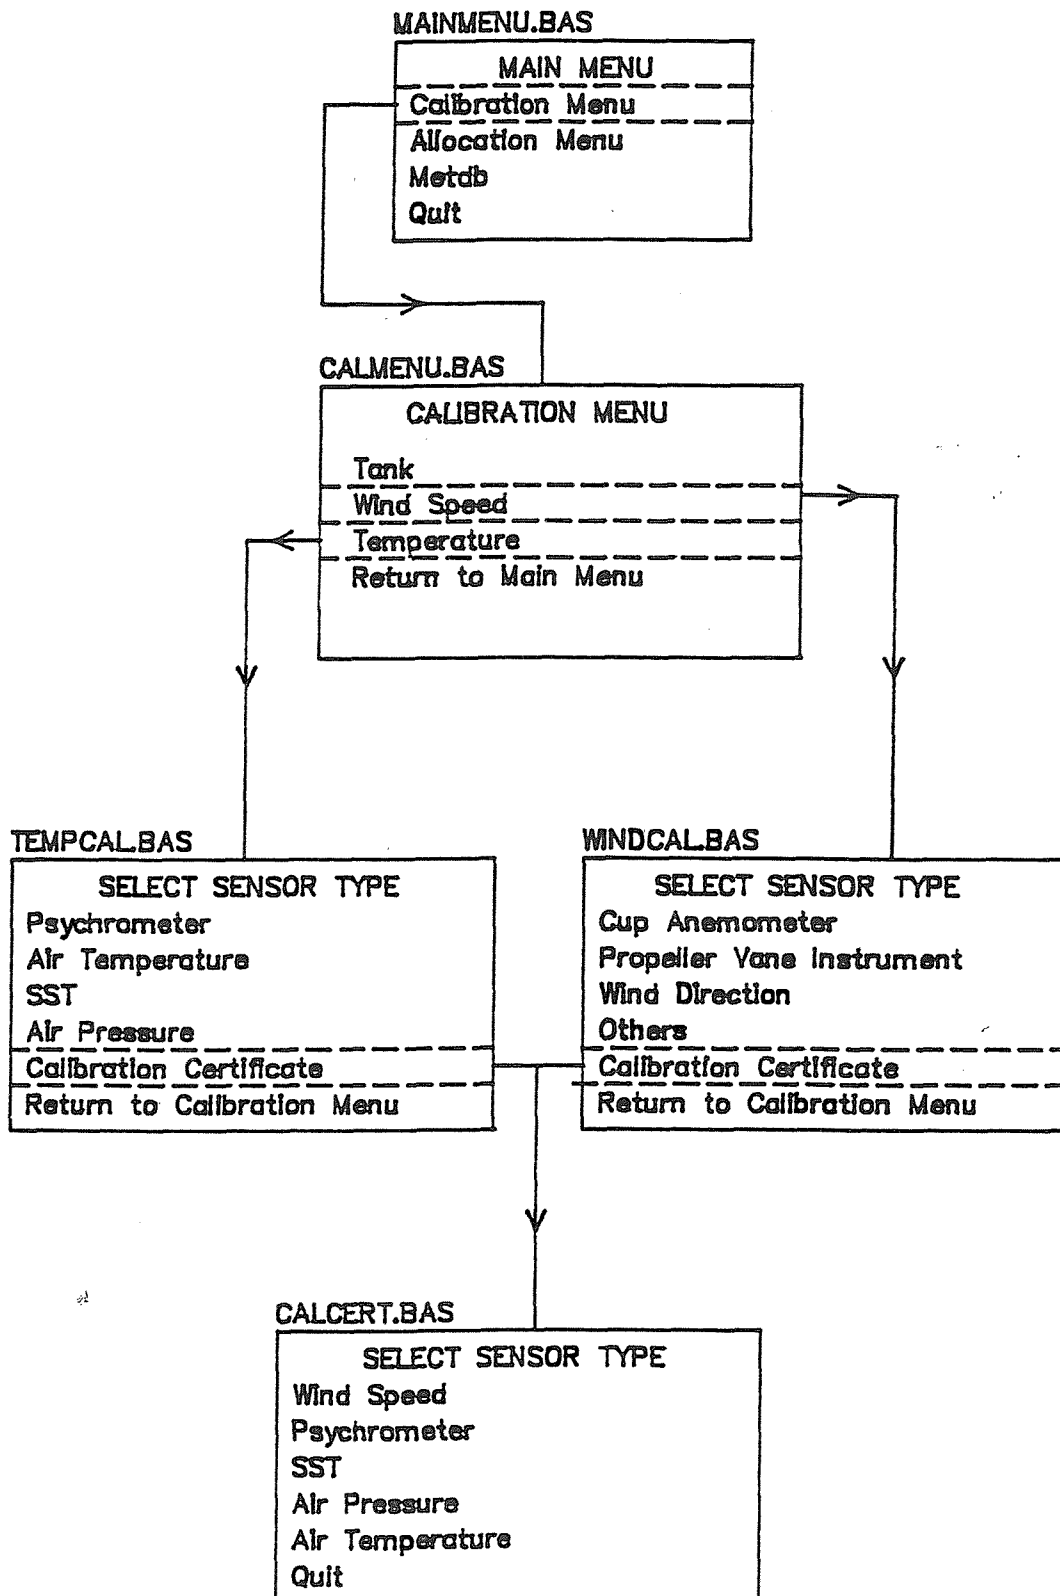 MAINMENU.BAS
MAIN MENU
Calibration Menu
Allocation Menu
Metdb
Quit
CALMENU.BAS
CALIBRATION MENU
Tank
Wind Speed
Temperature
Return to Main Menu
TEMPCAL.BAS
SELECT SENSOR TYPE
Psychrometer
Air Temperature
SST
Air Pressure
Calibration Certificate
Return to Calibration Menu
WINDCAL.BAS
SELECT SENSOR TYPE
Cup Anemometer
Propeller Vane Instrument
Wind Direction
Others
Calibration Certificate
Return to Calibration Menu
CALCERT.BAS
SELECT SENSOR TYPE
Wind Speed
Psychrometer
SST
Air Pressure
Air Temperature
Quit